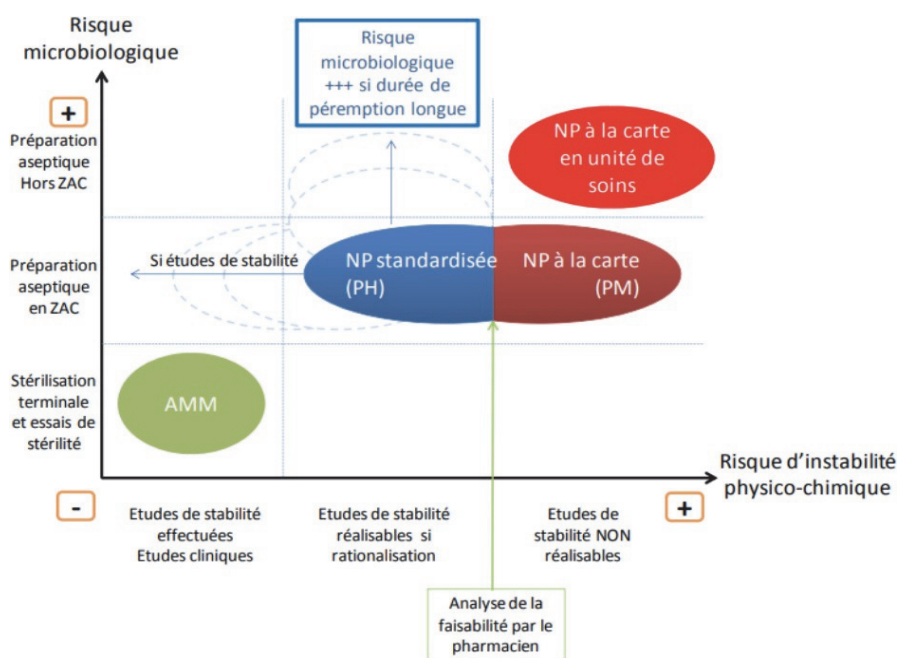 Risque
microbiologique
Risque
microbiologique
+++ si durée de
péremption longue
+
Préparation
aseptique
Hors ZAC
NP à la carte
en unité de
soins
Préparation
aseptique
en ZAC
Si études de stabilité
NP standardisée
(PH)
NP à la carte
(PM)
Stérilisation
terminale
et essais de
stérilité
AMM
Risque d'instabilité
physico-chimique
-
+
Etudes de stabilité
effectuées
Etudes cliniques
Etudes de stabilité
réalisables si
rationalisation
Etudes de
stabilité NON
réalisables
Analyse de la
faisabilité par le
pharmacien